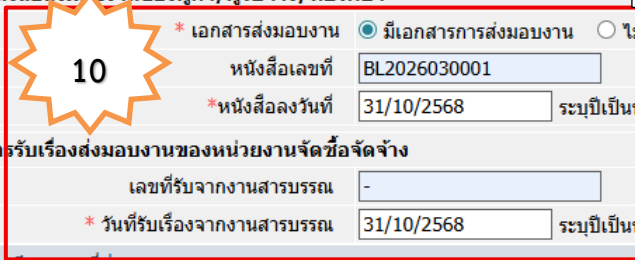 * เอกสารส่งมอบงาน มีเอกสารการส่งมอบงาน
10
หนังสือเลขที่ BL2026030001
*หนังสือลงวันที่ 31/10/2568 ระบุปีเป็น
รับเรื่องส่งมอบงานของหน่วยงานจัดซื้อจัดจ้าง
เลขที่รับจากงานสารบรรณ -
* วันที่รับเรื่องจากงานสารบรรณ 31/10/2568 ระบุปีเป็น